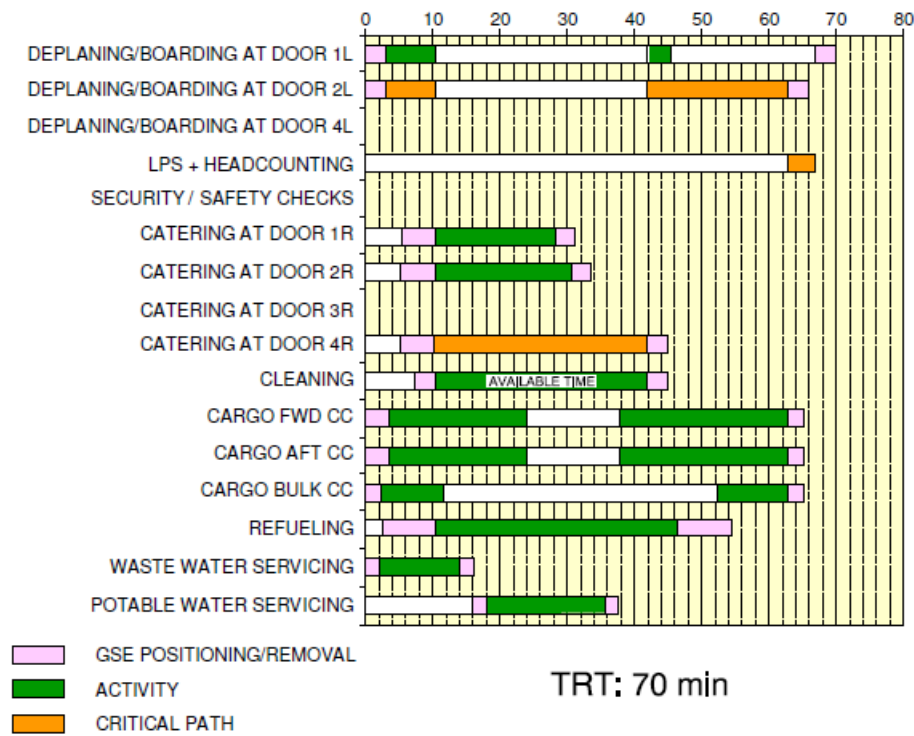 0 10 20 30 40 50 60 70 80
DEPLANING/BOARDING AT DOOR 1L
DEPLANING/BOARDING AT DOOR 2L
DEPLANING/BOARDING AT DOOR 4L
LPS + HEADCOUNTING
SECURITY / SAFETY CHECKS
CATERING AT DOOR 1R
CATERING AT DOOR 2R
CATERING AT DOOR 3R
CATERING AT DOOR 4R
CLEANING AVAILABLE TIME
CARGO FWD CC
CARGO AFT CC
CARGO BULK CC
REFUELING
WASTE WATER SERVICING
POTABLE WATER SERVICING
GSE POSITIONING/REMOVAL
ACTIVITY
CRITICAL PATH
TRT: 70 min